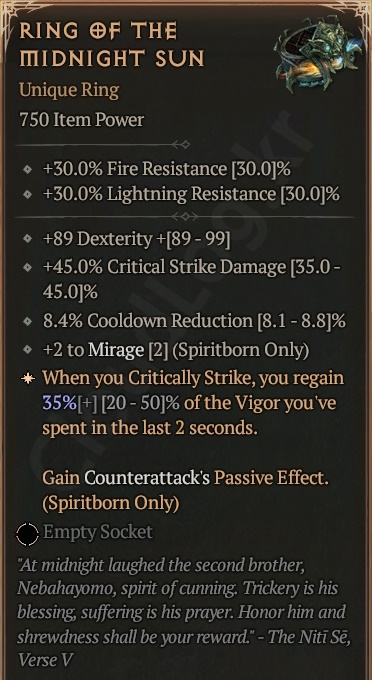 RING OF THE
MIDNIGHT SUN
Unique Ring
750 Item Power
+30.0% Fire Resistance [30.0]%
+30.0% Lightning Resistance [30.0]%
+89 Dexterity +[89 - 99]
+45.0% Critical Strike Damage [35.0 -
45.0]%
8.4% Cooldown Reduction [8.1 - 8.8]%
+2 to Mirage [2] (Spiritborn Only)
When you Critically Strike, you regain
35%[+] [20 - 50]% of the Vigor you've
spent in the last 2 seconds.
Gain Counterattack's Passive Effect.
(Spiritborn Only)
Empty Socket
"At midnight laughed the second brother,
Nebahayomo, spirit of cunning. Trickery is his
blessing, suffering is his prayer. Honor him and
shrewdness shall be your reward." - The Nitī Sē,
Verse V